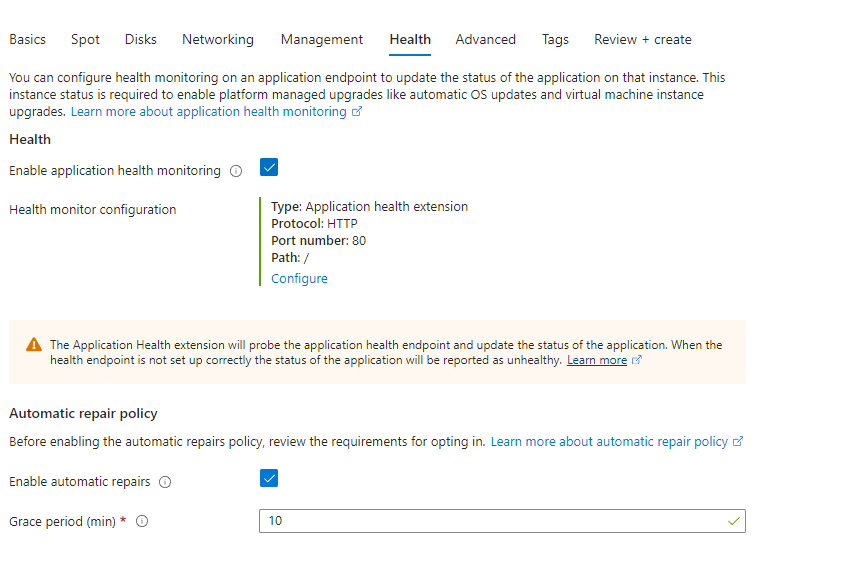 Basics Spot Disks Networking Management Health Advanced Tags Review + create
You can configure health monitoring on an application endpoint to update the status of the application on that instance. This
instance status is required to enable platform managed upgrades like automatic OS updates and virtual machine instance
upgrades. Learn more about application health monitoring
Health
Enable application health monitoring
Health monitor configuration
Type: Application health extension
Protocol: HTTP
Port number: 80
Path: /
Configure
The Application Health extension will probe the application health endpoint and update the status of the application. When the
health endpoint is not set up correctly the status of the application will be reported as unhealthy. Learn more
Automatic repair policy
Before enabling the automatic repairs policy, review the requirements for opting in. Learn more about automatic repair policy
Enable automatic repairs
Grace period (min) * 10